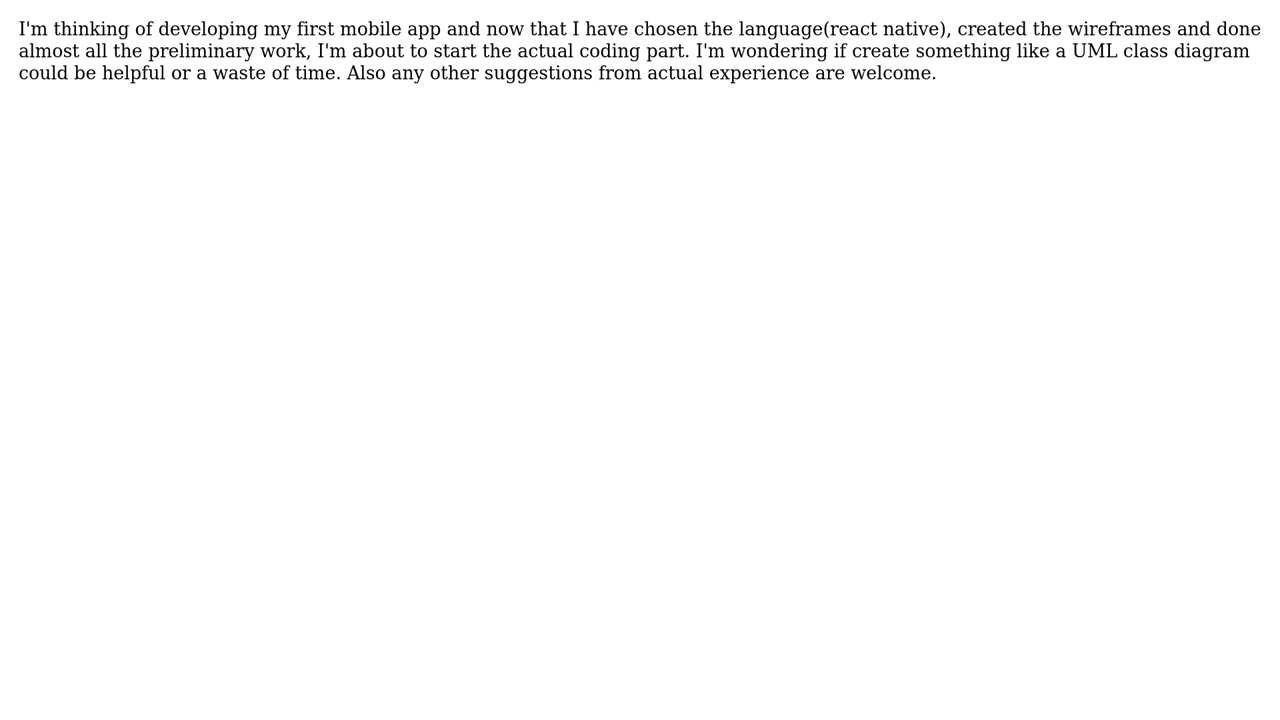 I'm thinking of developing my first mobile app and now that I have chosen the language(react native), created the wireframes and done
almost all the preliminary work, I'm about to start the actual coding part. I'm wondering if create something like a UML class diagram
could be helpful or a waste of time. Also any other suggestions from actual experience are welcome.